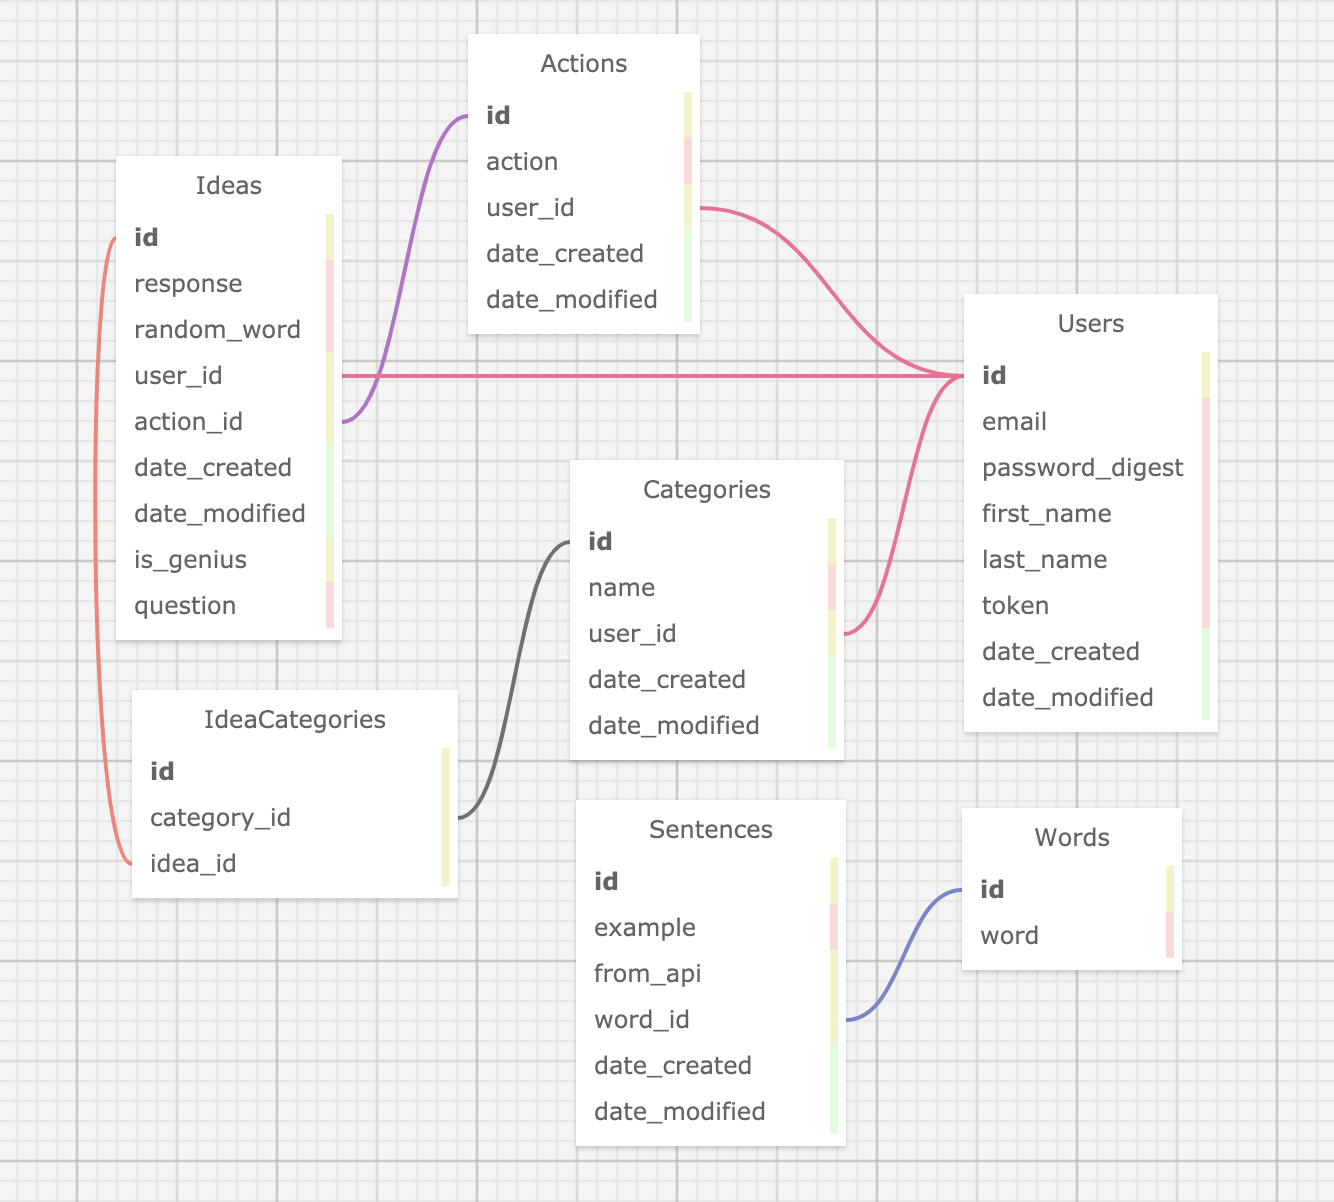 Actions
id
action
user_id
date_created
date_modified
Ideas
id
response
random_word
user_id
action_id
date_created
date_modified
is_genius
question
Users
id
email
password_digest
first_name
last_name
token
date_created
date_modified
Categories
id
name
user_id
date_created
date_modified
IdeaCategories
id
category_id
idea_id
Sentences
id
example
from_api
word_id
date_created
date_modified
Words
id
word